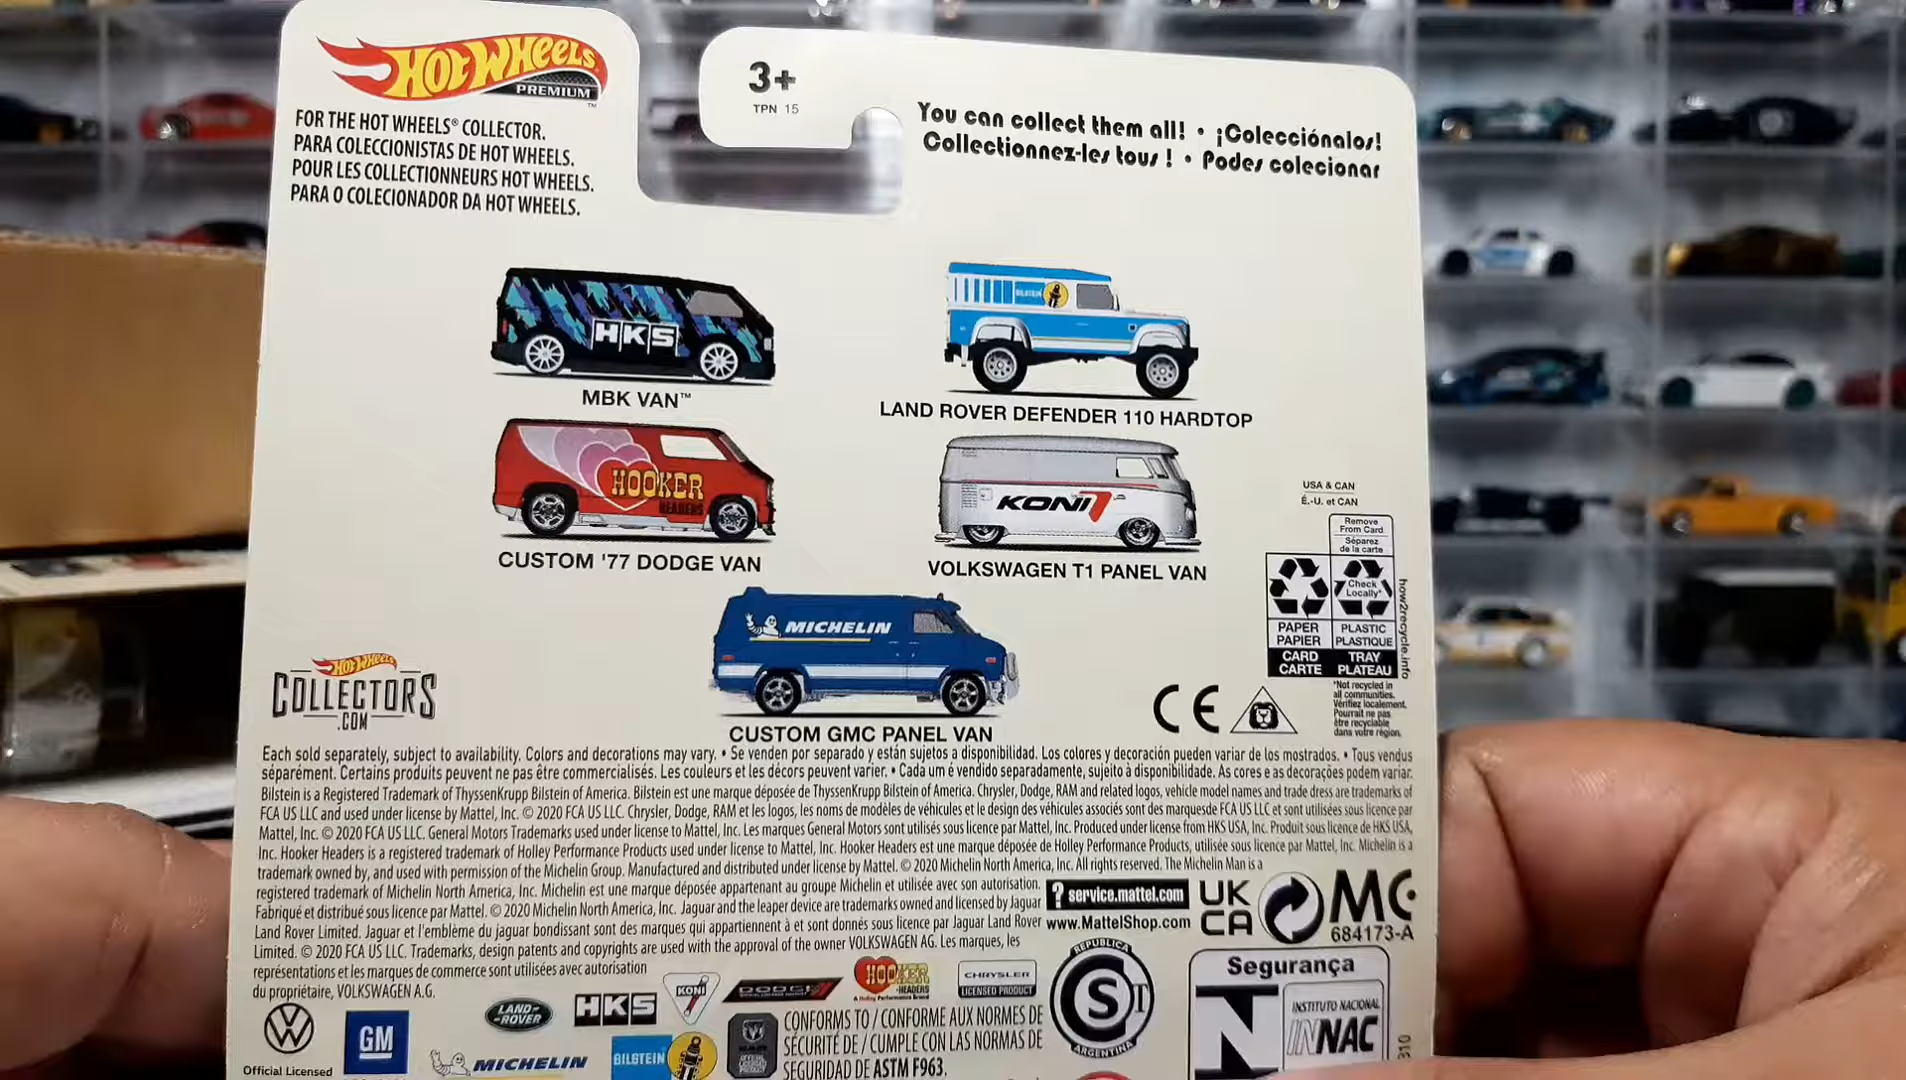 HOT WHEELS
PREMIUM™
FOR THE HOT WHEELS® COLLECTOR.
PARA COLECCIONISTAS DE HOT WHEELS.
POUR LES COLLECTIONNEURS HOT WHEELS.
PARA O COLECIONADOR DA HOT WHEELS.
3+
TPN 15
You can collect them all! • ¡Colecciónalos!
Collectionnez-les tous ! • Podes colecionar
HKS
MBK VAN™
BILSTEIN
LAND ROVER DEFENDER 110 HARDTOP
HOOKER
HEADERS
CUSTOM '77 DODGE VAN
KONI
VOLKSWAGEN T1 PANEL VAN
MICHELIN
CUSTOM GMC PANEL VAN
USA & CAN
É.-U. et CAN
Remove
From Card
Séparez
de la carte
Check
Locally*
PAPER
PAPIER
PLASTIC
PLASTIQUE
CARD
CARTE
TRAY
PLATEAU
how2recycle.info
*Not recycled in
all communities.
Vérifiez localement.
Pourrait ne pas
être recyclable
dans votre région.
HOT WHEELS
COLLECTORS
.COM
CE
Each sold separately, subject to availability. Colors and decorations may vary. • Se venden por separado y están sujetos a disponibilidad. Los colores y decoración pueden variar de los mostrados. • Tous vendus
séparément. Certains produits peuvent ne pas être commercialisés. Les couleurs et les décors peuvent varier. • Cada um é vendido separadamente, sujeito à disponibilidade. As cores e as decorações podem variar.
Bilstein is a Registered Trademark of ThyssenKrupp Bilstein of America. Bilstein est une marque déposée de ThyssenKrupp Bilstein of America. Chrysler, Dodge, RAM and related logos, vehicle model names and trade dress are trademarks of
FCA US LLC and used under license by Mattel, Inc. © 2020 FCA US LLC. Chrysler, Dodge, RAM et les logos, les noms de modèles de véhicules et le design des véhicules associés sont des marquesde FCA US LLC et sont utilisées sous licence par
Mattel, Inc. © 2020 FCA US LLC. General Motors Trademarks used under license to Mattel, Inc. Les marques General Motors sont utilisés sous licence par Mattel, Inc. Produced under license from HKS USA, Inc. Produit sous licence de HKS USA,
Inc. Hooker Headers is a registered trademark of Holley Performance Products used under license to Mattel, Inc. Hooker Headers est une marque déposée de Holley Performance Products, utilisée sous licence par Mattel, Inc. Michelin is a
trademark owned by, and used with permission of the Michelin Group. Manufactured and distributed under license by Mattel. © 2020 Michelin North America, Inc. All rights reserved. The Michelin Man is a
registered trademark of Michelin North America, Inc. Michelin est une marque déposée appartenant au groupe Michelin et utilisée avec son autorisation.
Fabriqué et distribué sous licence par Mattel. © 2020 Michelin North America, Inc. Jaguar and the leaper device are trademarks owned and licensed by Jaguar
Land Rover Limited. Jaguar et l'emblème du jaguar bondissant sont des marques qui appartiennent à et sont donnés sous licence par Jaguar Land Rover
Limited. © 2020 FCA US LLC. Trademarks, design patents and copyrights are used with the approval of the owner VOLKSWAGEN AG. Les marques, les
représentations et les marques de commerce sont utilisées avec autorisation
du propriétaire, VOLKSWAGEN A.G.
? service.mattel.com
www.MattelShop.com
UK
CA
MC
684173-A
Official Licensed
GM
LAND-
-ROVER
HKS
KONI
DODGE
HOOKER
HEADERS
A Holley Performance Brand
CHRYSLER
LICENSED PRODUCT
MICHELIN
BILSTEIN
CONFORMS TO / CONFORME AUX NORMES DE
SÉCURITÉ DE / CUMPLE CON LAS NORMAS DE
SEGURIDAD DE ASTM F963.
REPUBLICA
S
ARGENTINA
Segurança
N
INSTITUTO NACIONAL
INNAC